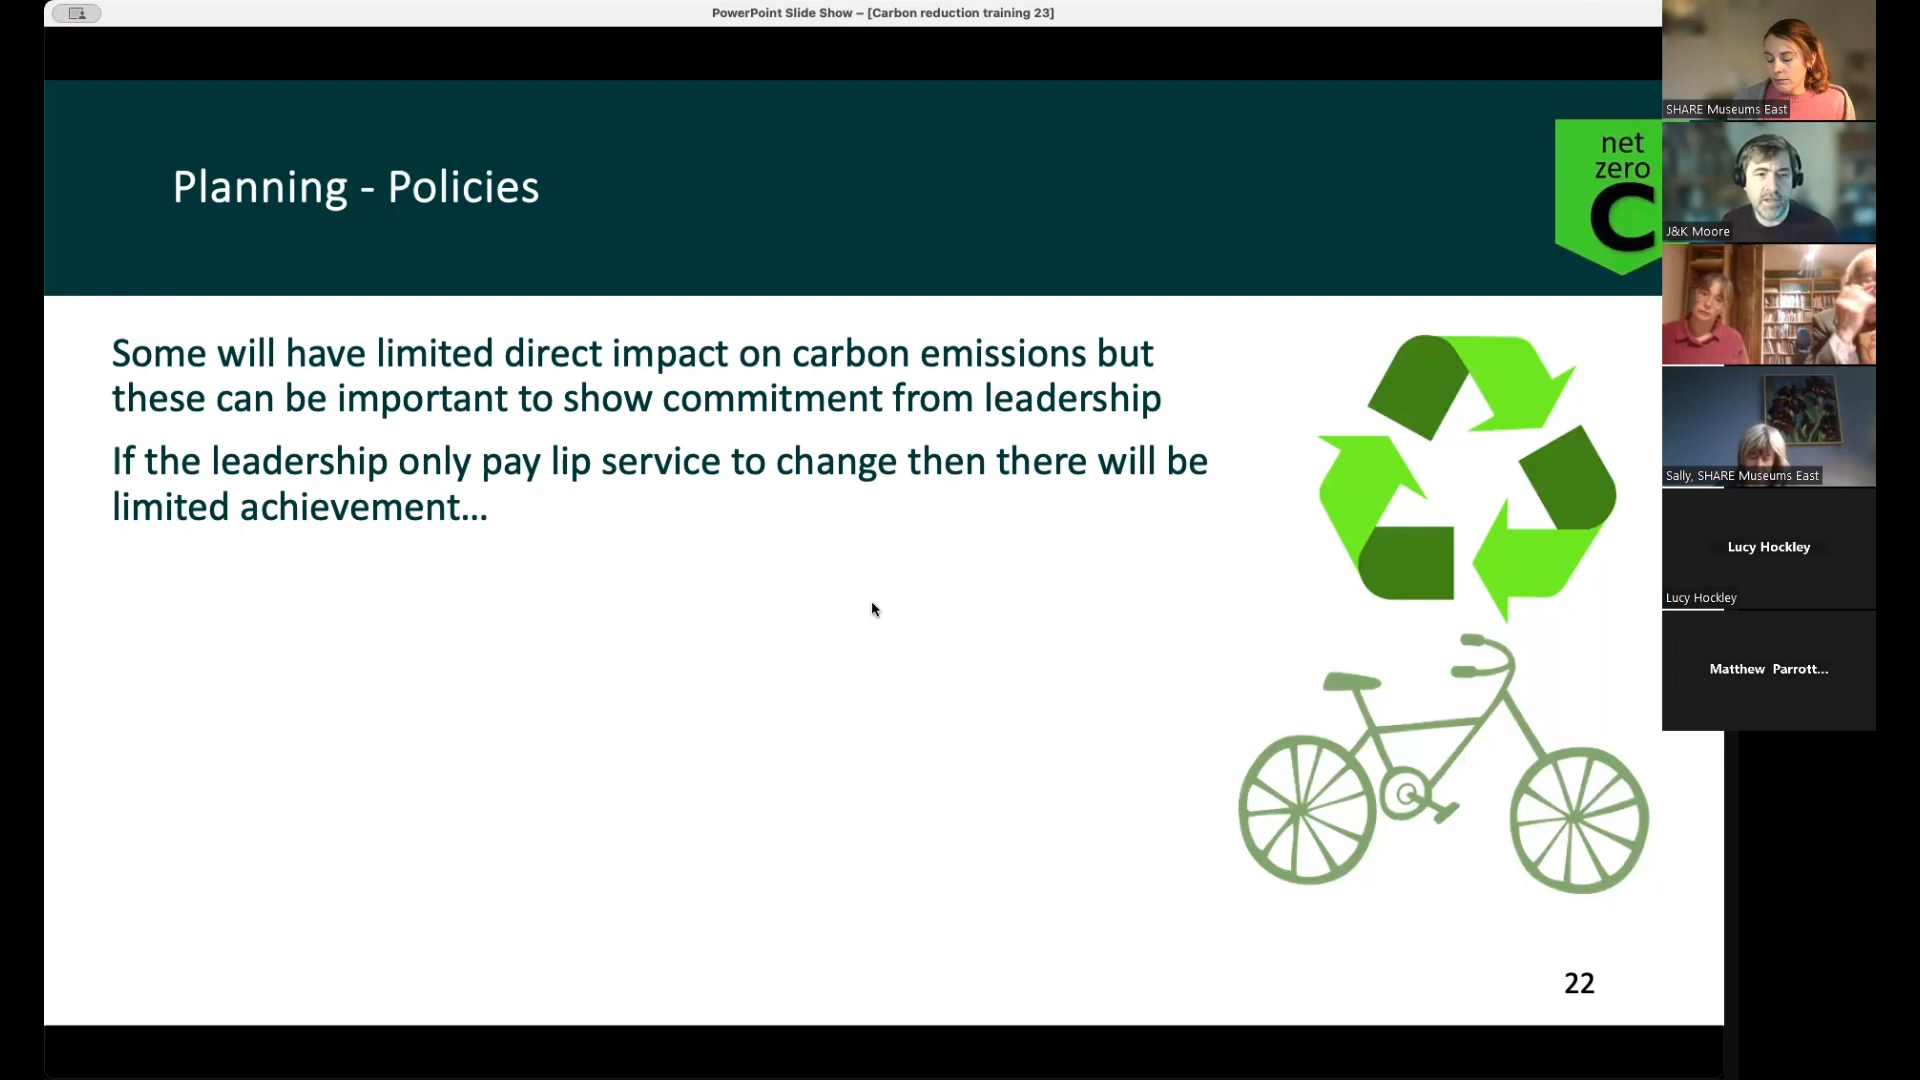 PowerPoint Slide Show – [Carbon reduction training 23]
Planning - Policies
net
zero
C
Some will have limited direct impact on carbon emissions but
these can be important to show commitment from leadership
If the leadership only pay lip service to change then there will be
limited achievement...
22
SHARE Museums East
J&K Moore
Sally, SHARE Museums East
Lucy Hockley
Lucy Hockley
Matthew Parrott...